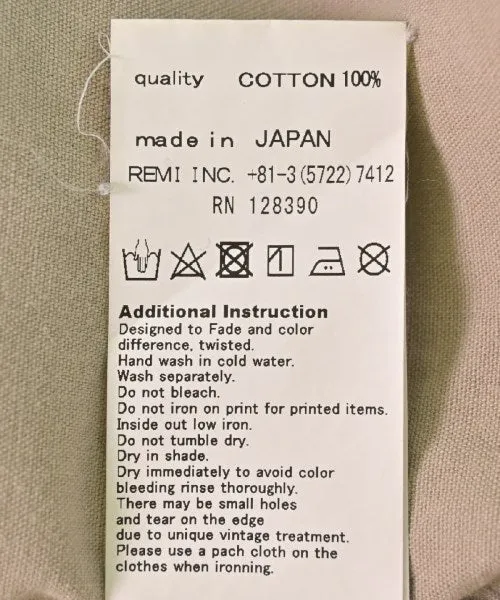 quality COTTON 100%
made in JAPAN
REMI INC. +81-3(5722)7412
RN 128390
Additional Instruction
Designed to Fade and color
difference, twisted.
Hand wash in cold water.
Wash separately.
Do not bleach.
Do not iron on print for printed items.
Inside out low iron.
Do not tumble dry.
Dry in shade.
Dry immediately to avoid color
bleeding rinse thoroughly.
There may be small holes
and tear on the edge
due to unique vintage treatment.
Please use a pach cloth on the
clothes when ironning.